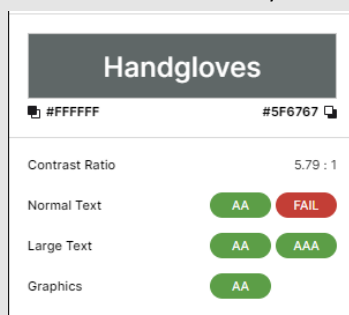 Handgloves
#FFFFFF #5F6767
Contrast Ratio 5.79 : 1
Normal Text AA FAIL
Large Text AA AAA
Graphics AA